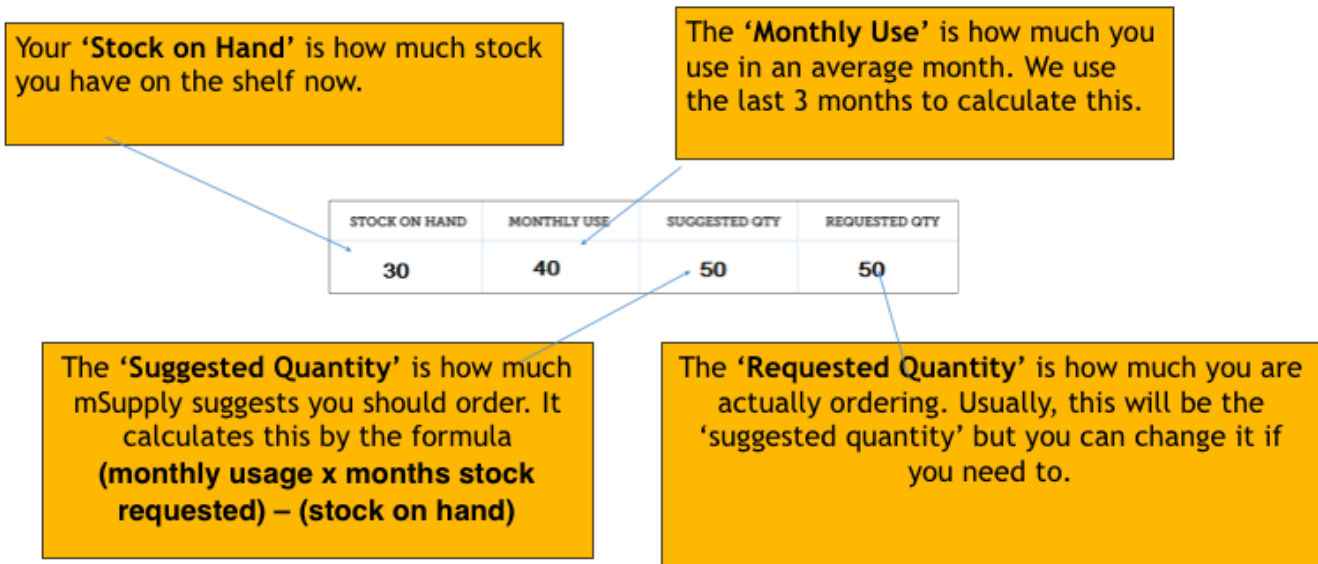 Your ‘Stock on Hand’ is how much stock
you have on the shelf now.
The ‘Monthly Use’ is how much you
use in an average month. We use
the last 3 months to calculate this.
STOCK ON HAND MONTHLY USE SUGGESTED QTY REQUESTED QTY
30 40 50 50
The ‘Suggested Quantity’ is how much
mSupply suggests you should order. It
calculates this by the formula
(monthly usage x months stock
requested) – (stock on hand)
The ‘Requested Quantity’ is how much you are
actually ordering. Usually, this will be the
‘suggested quantity’ but you can change it if
you need to.